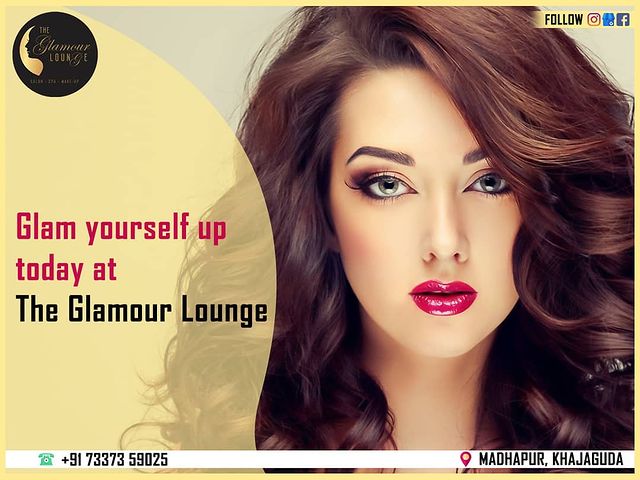 THE
Glamour
LOUNGE
SALON · SPA · MAKE-UP
FOLLOW
Glam yourself up
today at
The Glamour Lounge
+91 73373 59025
MADHAPUR, KHAJAGUDA